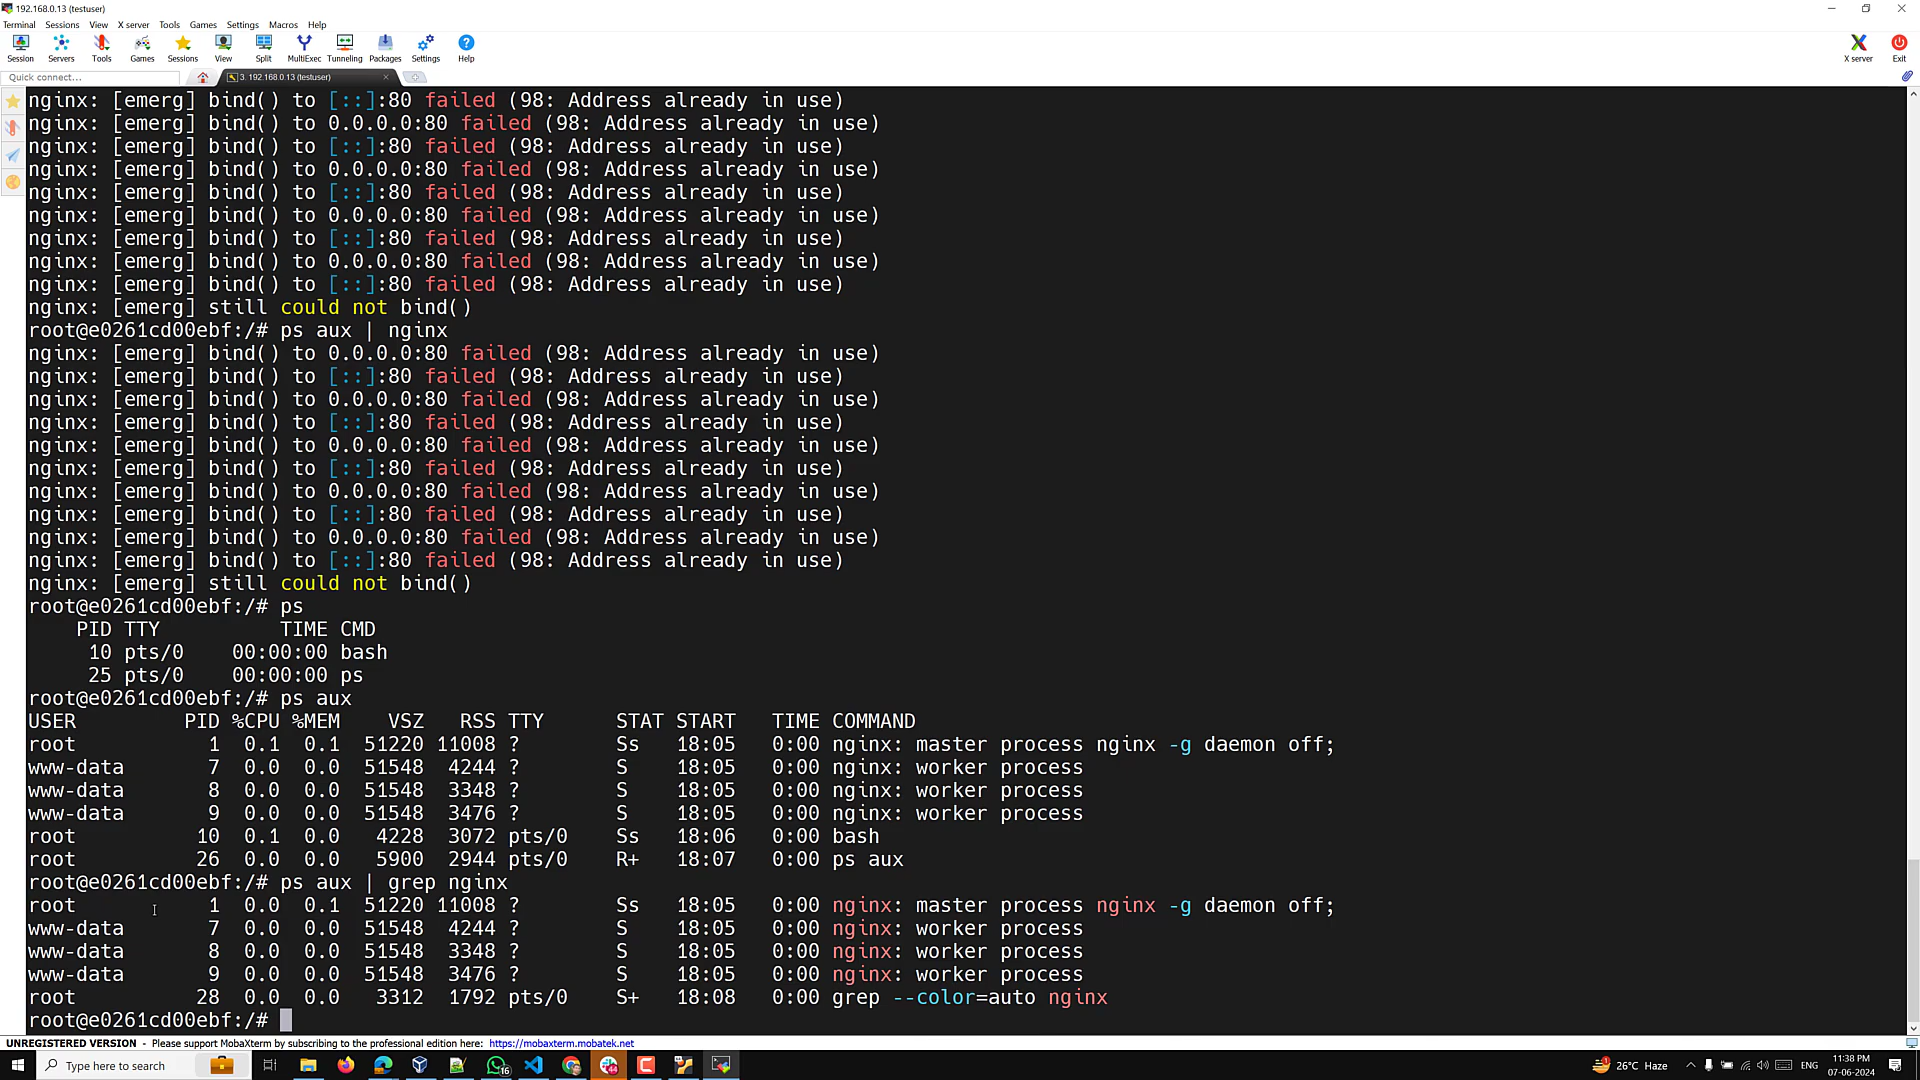 192.168.0.13 (testuser)
Terminal Sessions View X server Tools Games Settings Macros Help
Session Servers Tools Games Sessions View Split MultiExec Tunneling Packages Settings Help X server Exit
Quick connect... 3. 192.168.0.13 (testuser)
nginx: [emerg] bind() to [::]:80 failed (98: Address already in use)
nginx: [emerg] bind() to 0.0.0.0:80 failed (98: Address already in use)
nginx: [emerg] bind() to [::]:80 failed (98: Address already in use)
nginx: [emerg] bind() to 0.0.0.0:80 failed (98: Address already in use)
nginx: [emerg] bind() to [::]:80 failed (98: Address already in use)
nginx: [emerg] bind() to 0.0.0.0:80 failed (98: Address already in use)
nginx: [emerg] bind() to [::]:80 failed (98: Address already in use)
nginx: [emerg] bind() to 0.0.0.0:80 failed (98: Address already in use)
nginx: [emerg] bind() to [::]:80 failed (98: Address already in use)
nginx: [emerg] still could not bind()
root@e0261cd00ebf:/# ps aux | nginx
nginx: [emerg] bind() to 0.0.0.0:80 failed (98: Address already in use)
nginx: [emerg] bind() to [::]:80 failed (98: Address already in use)
nginx: [emerg] bind() to 0.0.0.0:80 failed (98: Address already in use)
nginx: [emerg] bind() to [::]:80 failed (98: Address already in use)
nginx: [emerg] bind() to 0.0.0.0:80 failed (98: Address already in use)
nginx: [emerg] bind() to [::]:80 failed (98: Address already in use)
nginx: [emerg] bind() to 0.0.0.0:80 failed (98: Address already in use)
nginx: [emerg] bind() to [::]:80 failed (98: Address already in use)
nginx: [emerg] bind() to 0.0.0.0:80 failed (98: Address already in use)
nginx: [emerg] bind() to [::]:80 failed (98: Address already in use)
nginx: [emerg] still could not bind()
root@e0261cd00ebf:/# ps
PID TTY TIME CMD
10 pts/0 00:00:00 bash
25 pts/0 00:00:00 ps
root@e0261cd00ebf:/# ps aux
USER PID %CPU %MEM VSZ RSS TTY STAT START TIME COMMAND
root 1 0.1 0.1 51220 11008 ? Ss 18:05 0:00 nginx: master process nginx -g daemon off;
www-data 7 0.0 0.0 51548 4244 ? S 18:05 0:00 nginx: worker process
www-data 8 0.0 0.0 51548 3348 ? S 18:05 0:00 nginx: worker process
www-data 9 0.0 0.0 51548 3476 ? S 18:05 0:00 nginx: worker process
root 10 0.1 0.0 4228 3072 pts/0 Ss 18:06 0:00 bash
root 26 0.0 0.0 5900 2944 pts/0 R+ 18:07 0:00 ps aux
root@e0261cd00ebf:/# ps aux | grep nginx
root 1 0.0 0.1 51220 11008 ? Ss 18:05 0:00 nginx: master process nginx -g daemon off;
www-data 7 0.0 0.0 51548 4244 ? S 18:05 0:00 nginx: worker process
www-data 8 0.0 0.0 51548 3348 ? S 18:05 0:00 nginx: worker process
www-data 9 0.0 0.0 51548 3476 ? S 18:05 0:00 nginx: worker process
root 28 0.0 0.0 3312 1792 pts/0 S+ 18:08 0:00 grep --color=auto nginx
root@e0261cd00ebf:/#
UNREGISTERED VERSION - Please support MobaXterm by subscribing to the professional edition here: https://mobaxterm.mobatek.net
Type here to search 16 26°C Haze ENG 11:38 PM
07-06-2024